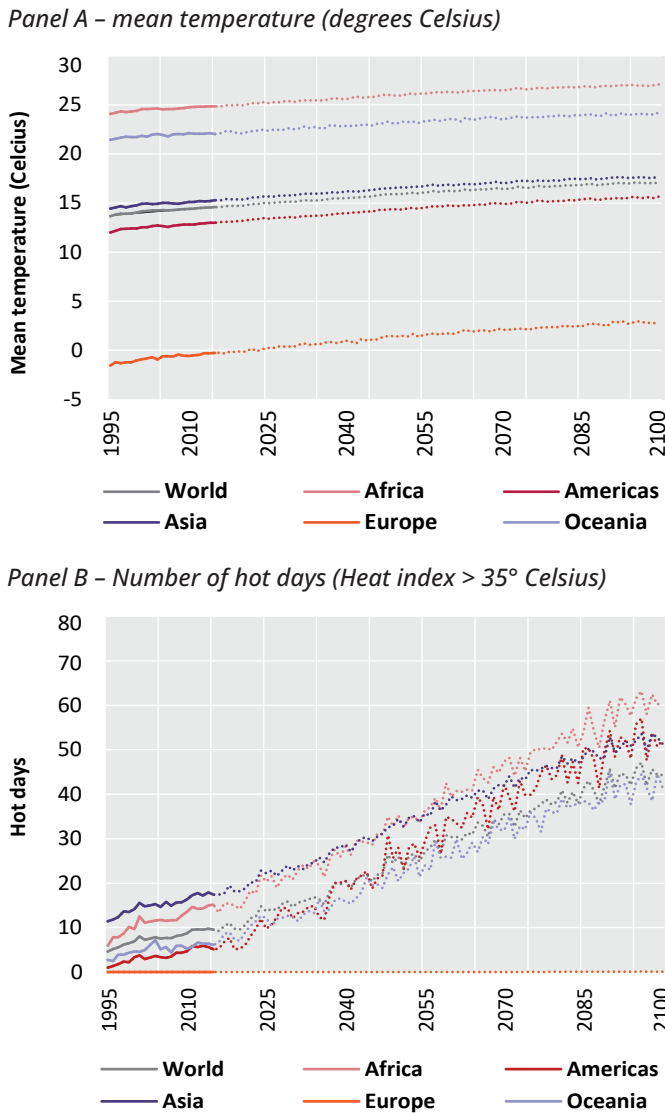 Panel A – mean temperature (degrees Celsius)
Mean temperature (Celcius)
30
25
20
15
10
5
0
-5
1995
2010
2025
2040
2055
2070
2085
2100
World
Africa
Americas
Asia
Europe
Oceania
Panel B – Number of hot days (Heat index > 35° Celsius)
Hot days
80
70
60
50
40
30
20
10
0
1995
2010
2025
2040
2055
2070
2085
2100
World
Africa
Americas
Asia
Europe
Oceania